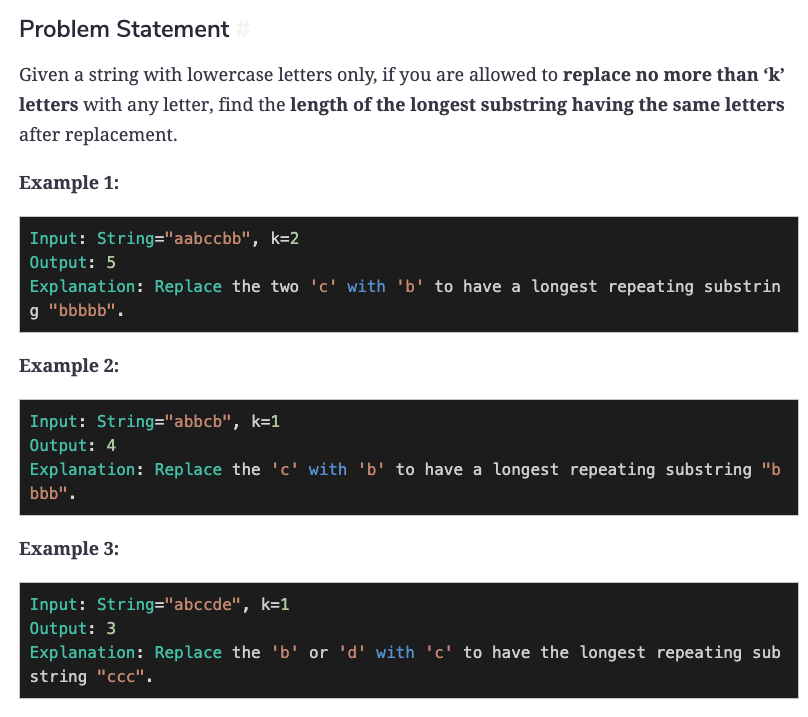 Problem Statement #
Given a string with lowercase letters only, if you are allowed to replace no more than ‘k’
letters with any letter, find the length of the longest substring having the same letters
after replacement.
Example 1:
Input: String="aabccbb", k=2
Output: 5
Explanation: Replace the two 'c' with 'b' to have a longest repeating substrin
g "bbbbb".
Example 2:
Input: String="abbcb", k=1
Output: 4
Explanation: Replace the 'c' with 'b' to have a longest repeating substring "b
bbb".
Example 3:
Input: String="abccde", k=1
Output: 3
Explanation: Replace the 'b' or 'd' with 'c' to have the longest repeating sub
string "ccc".